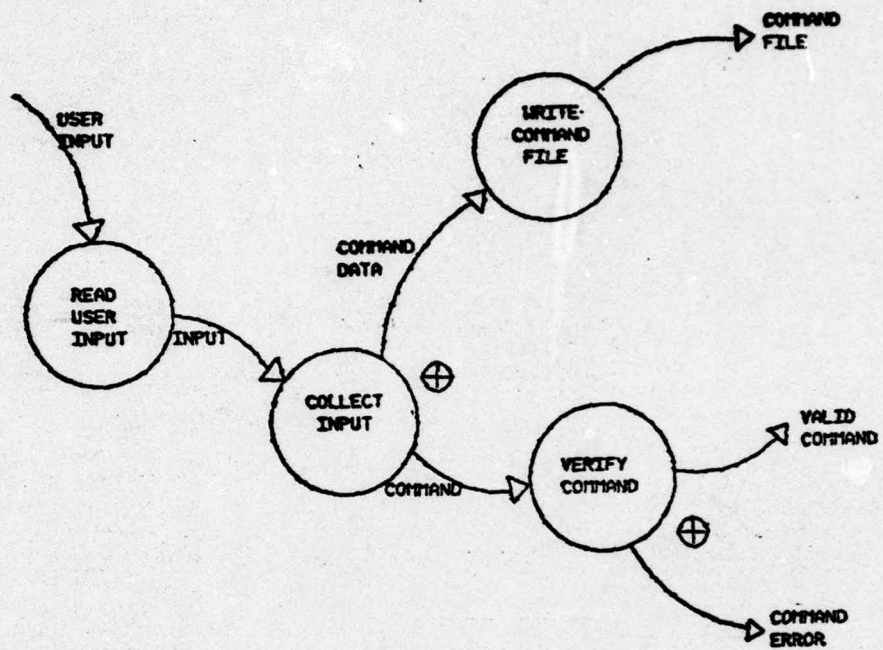 COMMAND
FILE
USER
INPUT
WRITE-
COMMAND
FILE
COMMAND
DATA
READ
USER
INPUT
INPUT
COLLECT
INPUT
VALID
COMMAND
VERIFY
COMMAND
COMMAND
COMMAND
ERROR